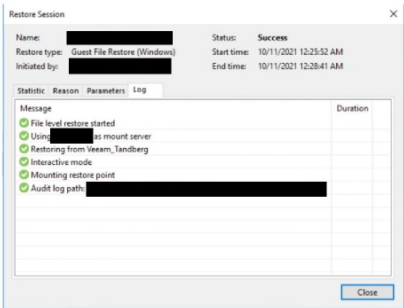 Restore Session
Name: Status: Success
Restore type: Guest File Restore (Windows) Start time: 10/11/2021 12:25:52 AM
Initiated by: End time: 10/11/2021 12:28:41 AM
Statistic Reason Parameters Log
Message Duration
File level restore started
Using as mount server
Restoring from Veeam_Tandberg
Interactive mode
Mounting restore point
Audit log path:
Close